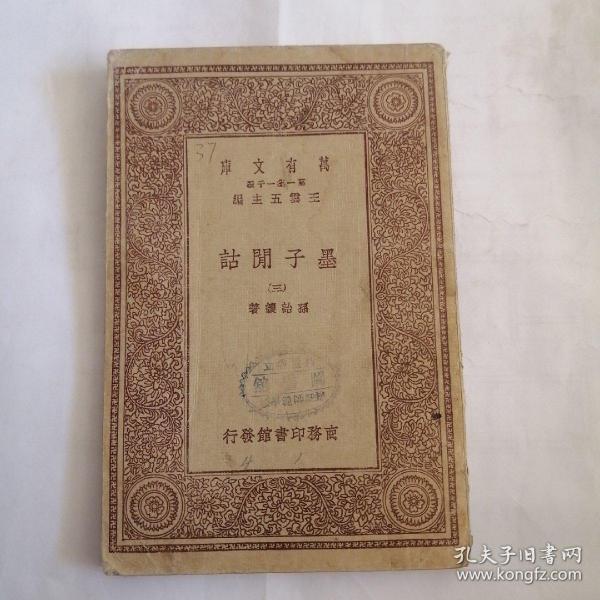 37
萬有文庫
第一集一千種
王雲五主編
墨子閒詁
(三)
孫詒讓著
商務印書館發行
孔夫子旧书网
www.kongfz.com